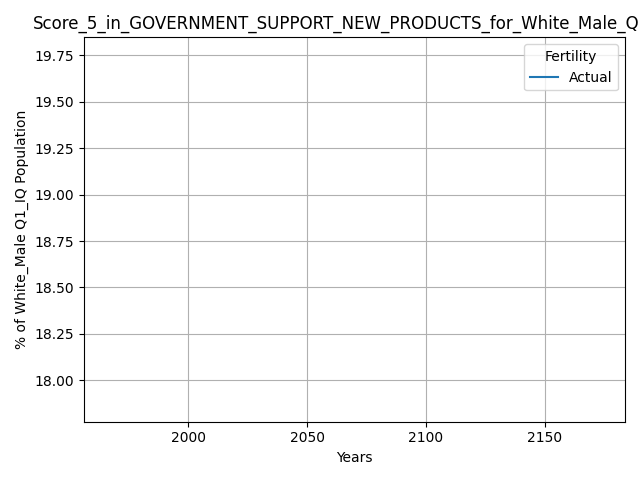 Score_5_in_GOVERNMENT_SUPPORT_NEW_PRODUCTS_for_White_Male_Q
Fertility
Actual
19.75
19.50
19.25
19.00
18.75
18.50
18.25
18.00
% of White_Male Q1_IQ Population
2000 2050 2100 2150
Years